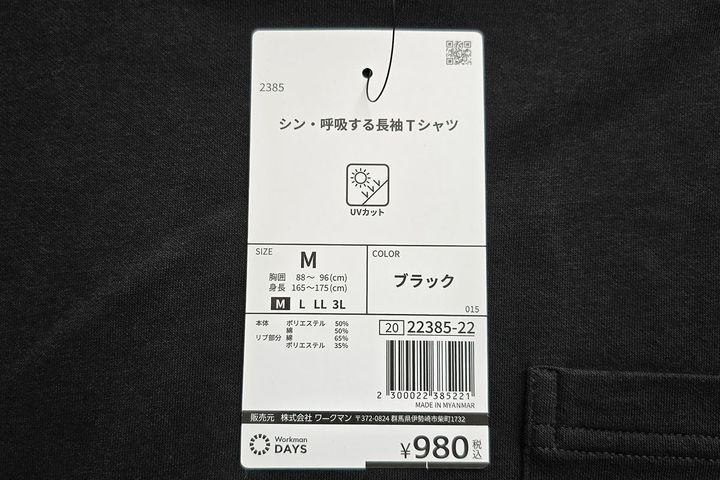 2385
シン・呼吸する長袖Tシャツ
UVカット
SIZE
M
胸囲 88～ 96(cm)
身長 165～175(cm)
M L LL 3L
COLOR
ブラック
015
本体 ポリエステル 50%
綿 50%
リブ部分 綿 65%
ポリエステル 35%
20 22385-22
2 300022 385221
MADE IN MYANMAR
販売元 株式会社 ワークマン 〒372-0824 群馬県伊勢崎市柴町1732
Workman
DAYS
¥980 税込